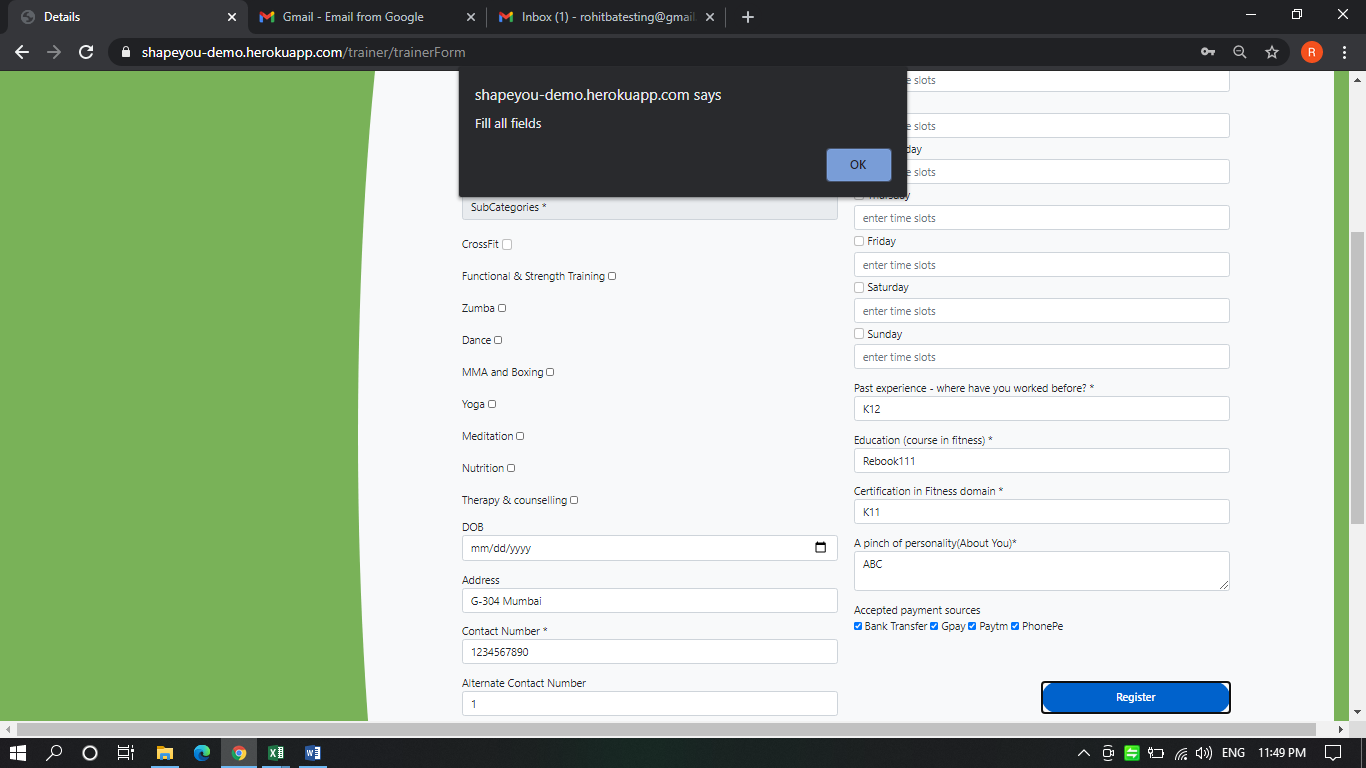 Details
Gmail - Email from Google
Inbox (1) - rohitbatesting@gmail
shapeyou-demo.herokuapp.com/trainer/trainerForm
R
shapeyou-demo.herokuapp.com says
Fill all fields
OK
SubCategories *
CrossFit
Functional & Strength Training
Zumba
Dance
MMA and Boxing
Yoga
Meditation
Nutrition
Therapy & counselling
DOB
mm/dd/yyyy
Address
G-304 Mumbai
Contact Number *
1234567890
Alternate Contact Number
1
time slots
time slots
time slots
enter time slots
Friday
enter time slots
Saturday
enter time slots
Sunday
enter time slots
Past experience - where have you worked before? *
K12
Education (course in fitness) *
Rebook111
Certification in Fitness domain *
K11
A pinch of personality(About You)*
ABC
Accepted payment sources
Bank Transfer Gpay Paytm PhonePe
Register
ENG
11:49 PM